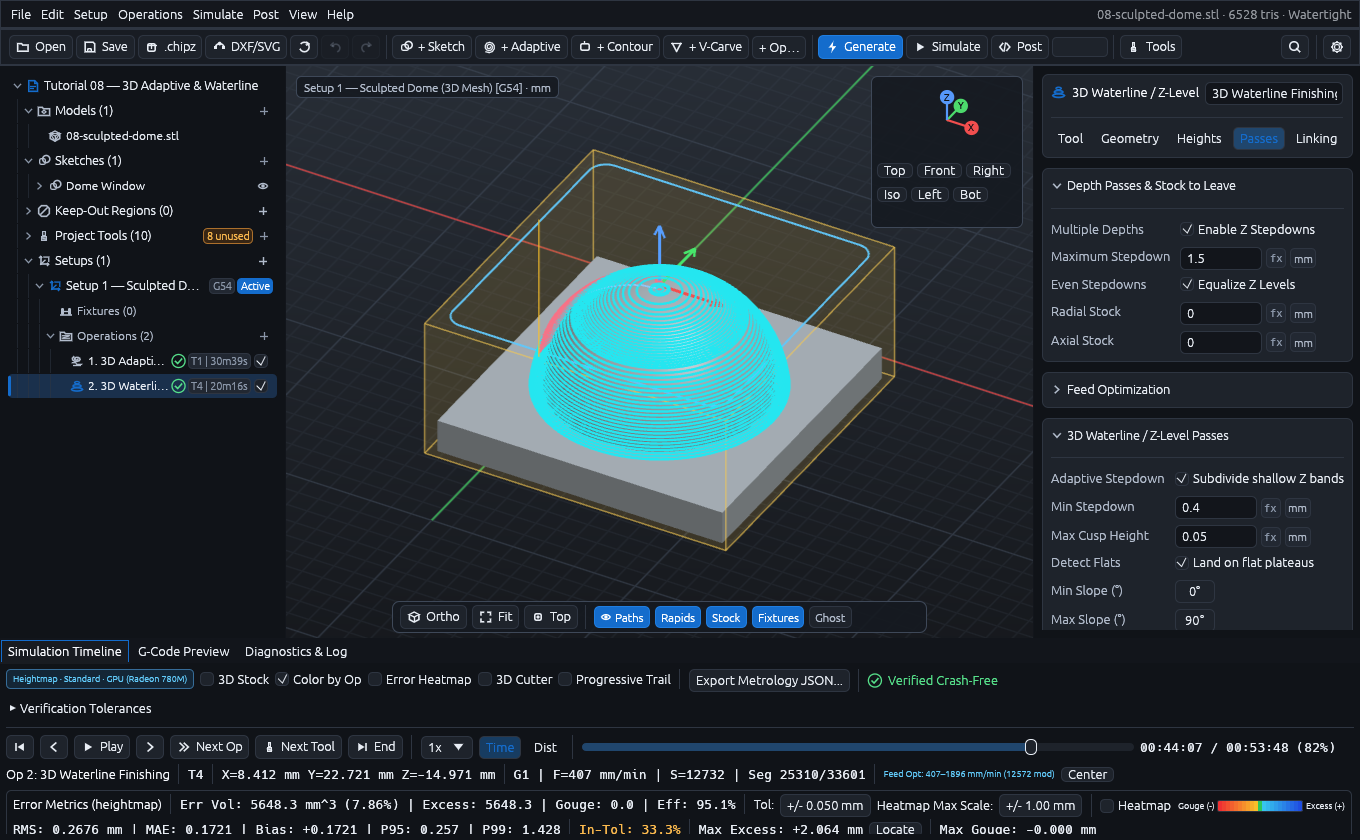 File Edit Setup Operations Simulate Post View Help
08-sculpted-dome.stl · 6528 tris · Watertight
Open Save .chipz DXF/SVG + Sketch + Adaptive + Contour + V-Carve + Op... Generate Simulate Post Tools
Tutorial 08 — 3D Adaptive & Waterline
Models (1)
08-sculpted-dome.stl
Sketches (1)
Dome Window
Keep-Out Regions (0)
Project Tools (10) 8 unused
Setups (1)
Setup 1 — Sculpted D... G54 Active
Fixtures (0)
Operations (2)
1. 3D Adapti... T1 | 30m39s
2. 3D Waterli... T4 | 20m16s
Setup 1 — Sculpted Dome (3D Mesh) [G54] · mm
Z
Y
X
Top Front Right
Iso Left Bot
Ortho Fit Top Paths Rapids Stock Fixtures Ghost
3D Waterline / Z-Level 3D Waterline Finishing
Tool Geometry Heights Passes Linking
Depth Passes & Stock to Leave
Multiple Depths Enable Z Stepdowns
Maximum Stepdown 1.5 fx mm
Even Stepdowns Equalize Z Levels
Radial Stock 0 fx mm
Axial Stock 0 fx mm
Feed Optimization
3D Waterline / Z-Level Passes
Adaptive Stepdown Subdivide shallow Z bands
Min Stepdown 0.4 fx mm
Max Cusp Height 0.05 fx mm
Detect Flats Land on flat plateaus
Min Slope (°) 0°
Max Slope (°) 90°
Simulation Timeline G-Code Preview Diagnostics & Log
Heightmap · Standard · GPU (Radeon 780M) 3D Stock Color by Op Error Heatmap 3D Cutter Progressive Trail Export Metrology JSON... Verified Crash-Free
Verification Tolerances
Play Next Op Next Tool End 1x Time Dist 00:44:07 / 00:53:48 (82%)
Op 2: 3D Waterline Finishing T4 X=8.412 mm Y=22.721 mm Z=-14.971 mm G1 | F=407 mm/min | S=12732 | Seg 25310/33601 Feed Opt: 407–1896 mm/min (12572 mod) Center
Error Metrics (heightmap) Err Vol: 5648.3 mm^3 (7.86%) | Excess: 5648.3 | Gouge: 0.0 | Eff: 95.1% Tol: +/- 0.050 mm Heatmap Max Scale: +/- 1.00 mm Heatmap Gouge (-) Excess (+)
RMS: 0.2676 mm | MAE: 0.1721 | Bias: +0.1721 | P95: 0.257 | P99: 1.428 In-Tol: 33.3% Max Excess: +2.064 mm Locate Max Gouge: -0.000 mm